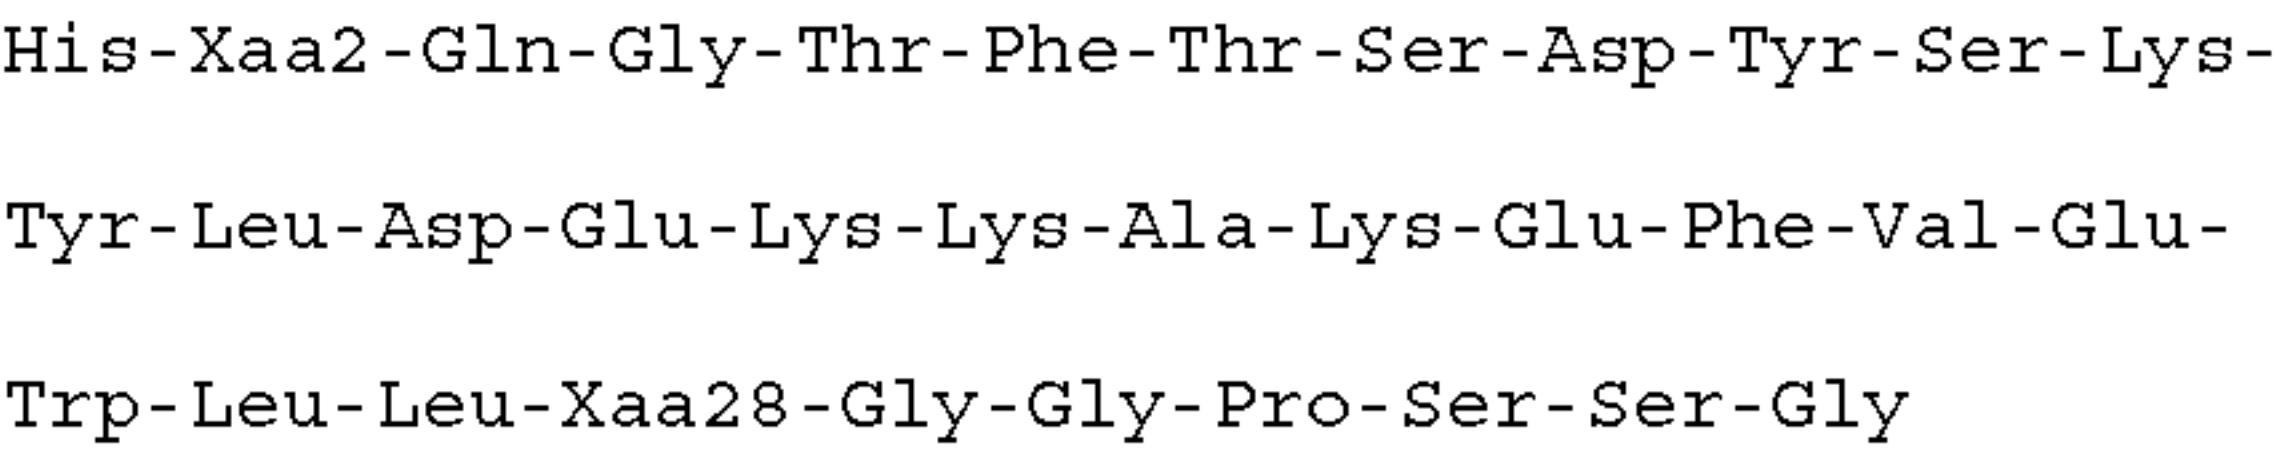 His-Xaa2-Gln-Gly-Thr-Phe-Thr-Ser-Asp-Tyr-Ser-Lys-
Tyr-Leu-Asp-Glu-Lys-Lys-Ala-Lys-Glu-Phe-Val-Glu-
Trp-Leu-Leu-Xaa28-Gly-Gly-Pro-Ser-Ser-Gly